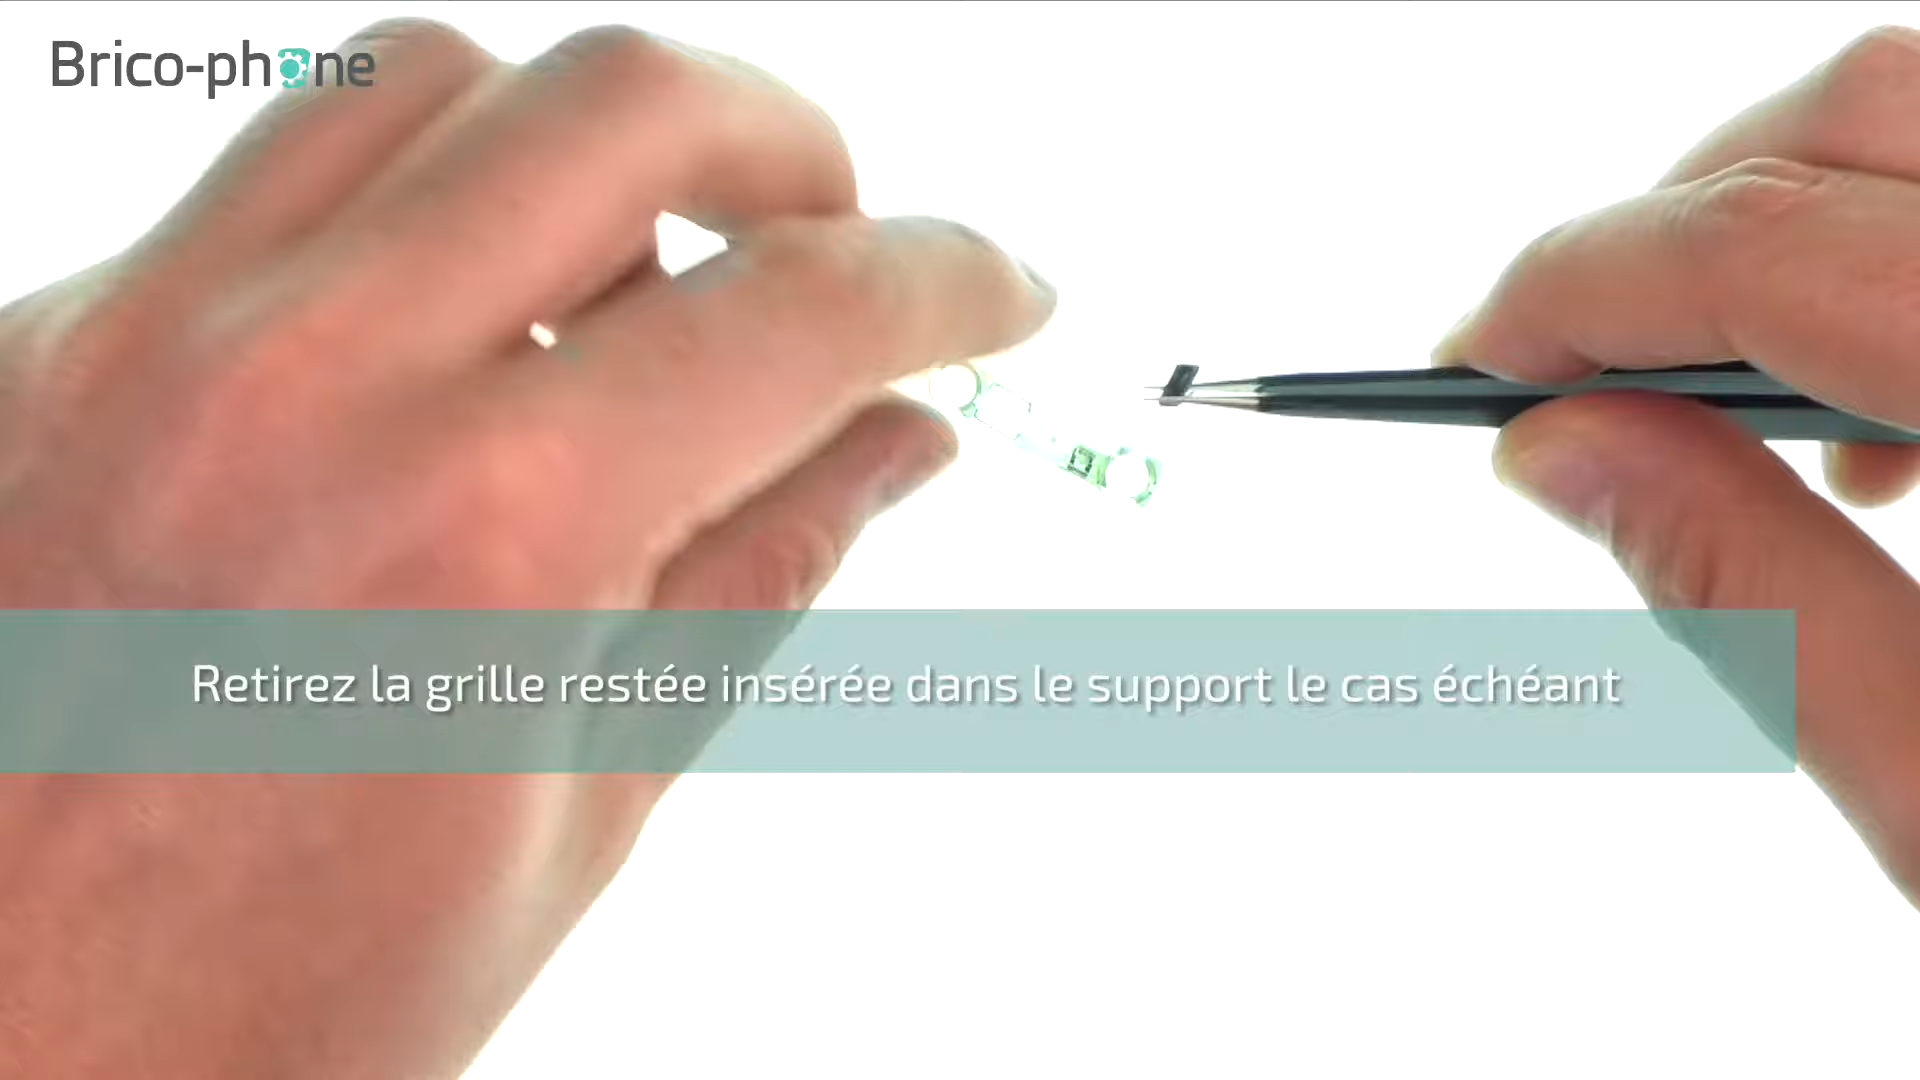 Brico-phone
Retirez la grille restée insérée dans le support le cas échéant